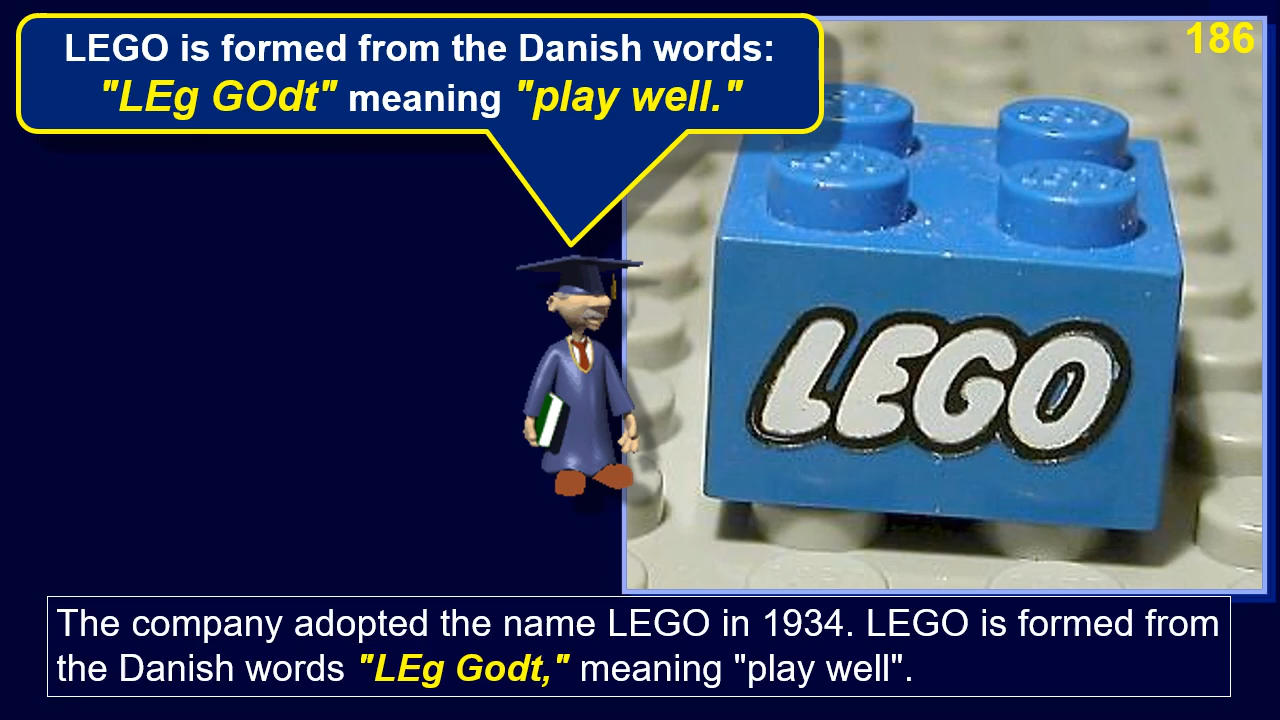 LEGO is formed from the Danish words:
"LEg GOdt" meaning "play well."
186
LEGO
The company adopted the name LEGO in 1934. LEGO is formed from
the Danish words "LEg Godt," meaning "play well".